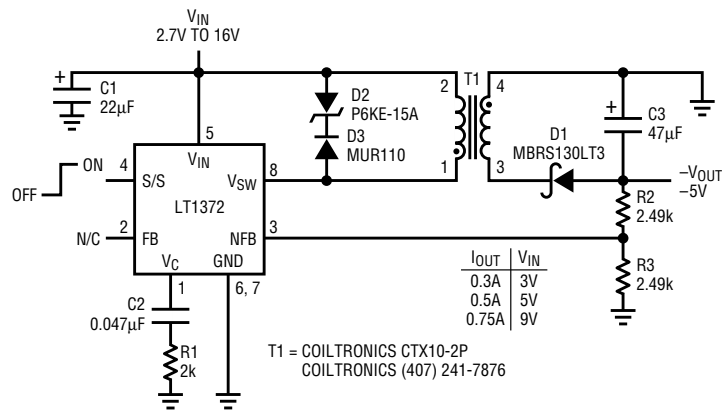 VIN
2.7V TO 16V
+
C1
22µF
D2
P6KE-15A
D3
MUR110
T1
2
4
1
3
+
C3
47µF
D1
MBRS130LT3
–VOUT
–5V
R2
2.49k
R3
2.49k
ON
OFF
4
S/S
5
VIN
VSW
8
LT1372
N/C
2
FB
NFB
3
VC
GND
1
6, 7
C2
0.047µF
R1
2k
IOUT VIN
0.3A 3V
0.5A 5V
0.75A 9V
T1 = COILTRONICS CTX10-2P
COILTRONICS (407) 241-7876